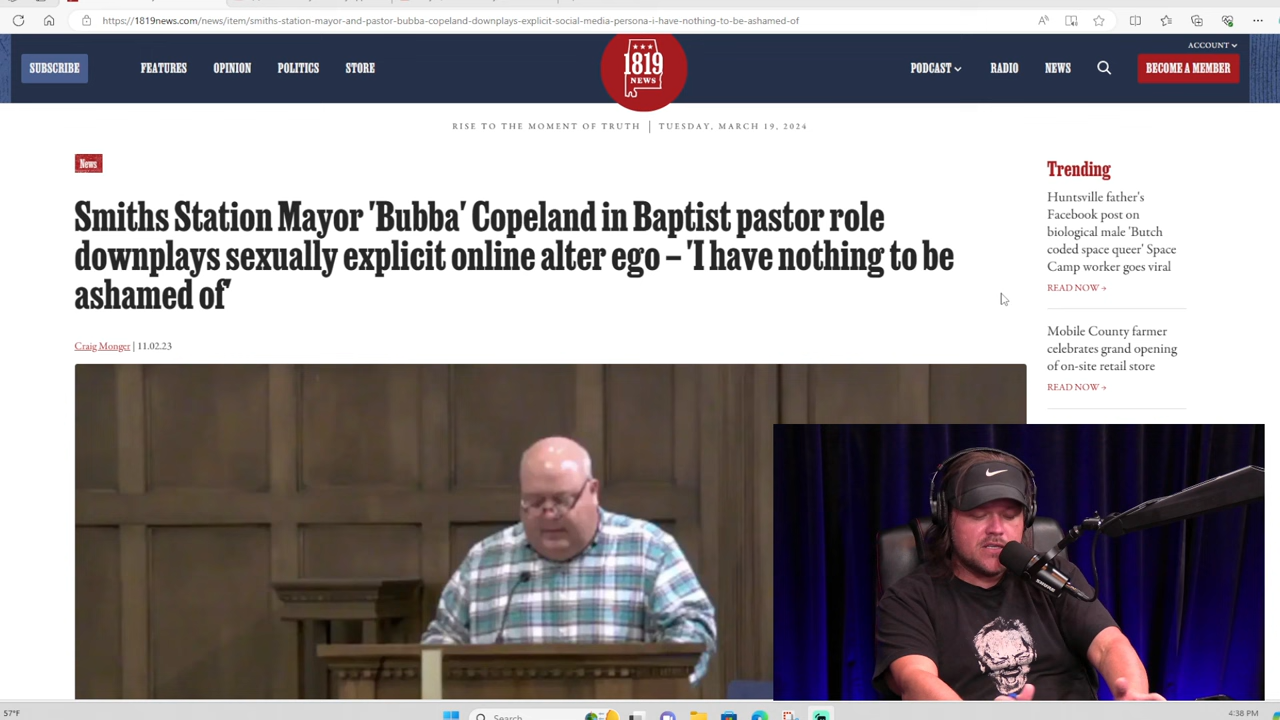 https://1819news.com/news/item/smiths-station-mayor-and-pastor-bubba-copeland-downplays-explicit-social-media-persona-i-have-nothing-to-be-ashamed-of
ACCOUNT
SUBSCRIBE
FEATURES
OPINION
POLITICS
STORE
1819
NEWS
PODCAST
RADIO
NEWS
BECOME A MEMBER
RISE TO THE MOMENT OF TRUTH | TUESDAY, MARCH 19, 2024
News
Smiths Station Mayor 'Bubba' Copeland in Baptist pastor role
downplays sexually explicit online alter ego – 'I have nothing to be
ashamed of'
Craig Monger | 11.02.23
Trending
Huntsville father's
Facebook post on
biological male 'Butch
coded space queer' Space
Camp worker goes viral
READ NOW →
Mobile County farmer
celebrates grand opening
of on-site retail store
READ NOW →
SHURE
57°F
Search
4:38 PM